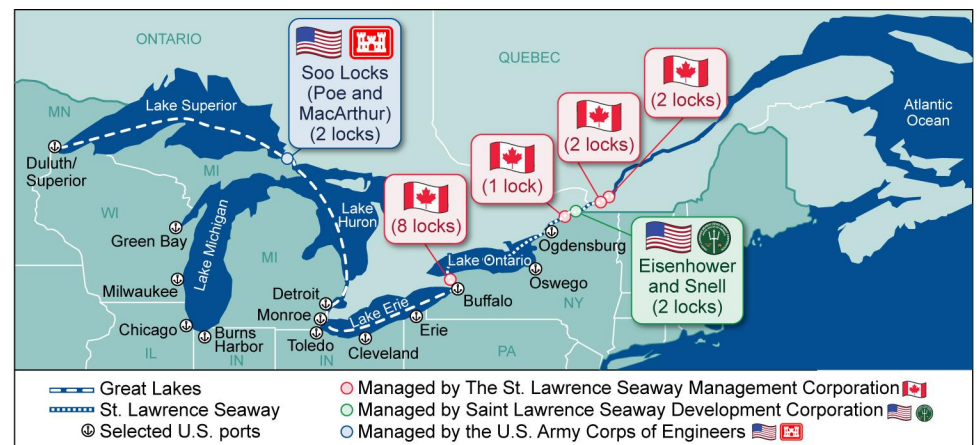 ONTARIO
QUEBEC
Soo Locks
(Poe and
MacArthur)
(2 locks)
(2 locks)
(2 locks)
(1 lock)
(8 locks)
Atlantic
Ocean
MN
Lake Superior
Duluth/
Superior
MI
WI
Green Bay
Lake Michigan
MI
Lake
Huron
Milwaukee
Chicago
Burns
Harbor
IL
IN
IN
Detroit
Monroe
Toledo
Lake Erie
Cleveland
Erie
Buffalo
Lake Ontario
Ogdensburg
Oswego
NY
PA
Eisenhower
and Snell
(2 locks)
Great Lakes
St. Lawrence Seaway
Selected U.S. ports
Managed by The St. Lawrence Seaway Management Corporation
Managed by Saint Lawrence Seaway Development Corporation
Managed by the U.S. Army Corps of Engineers